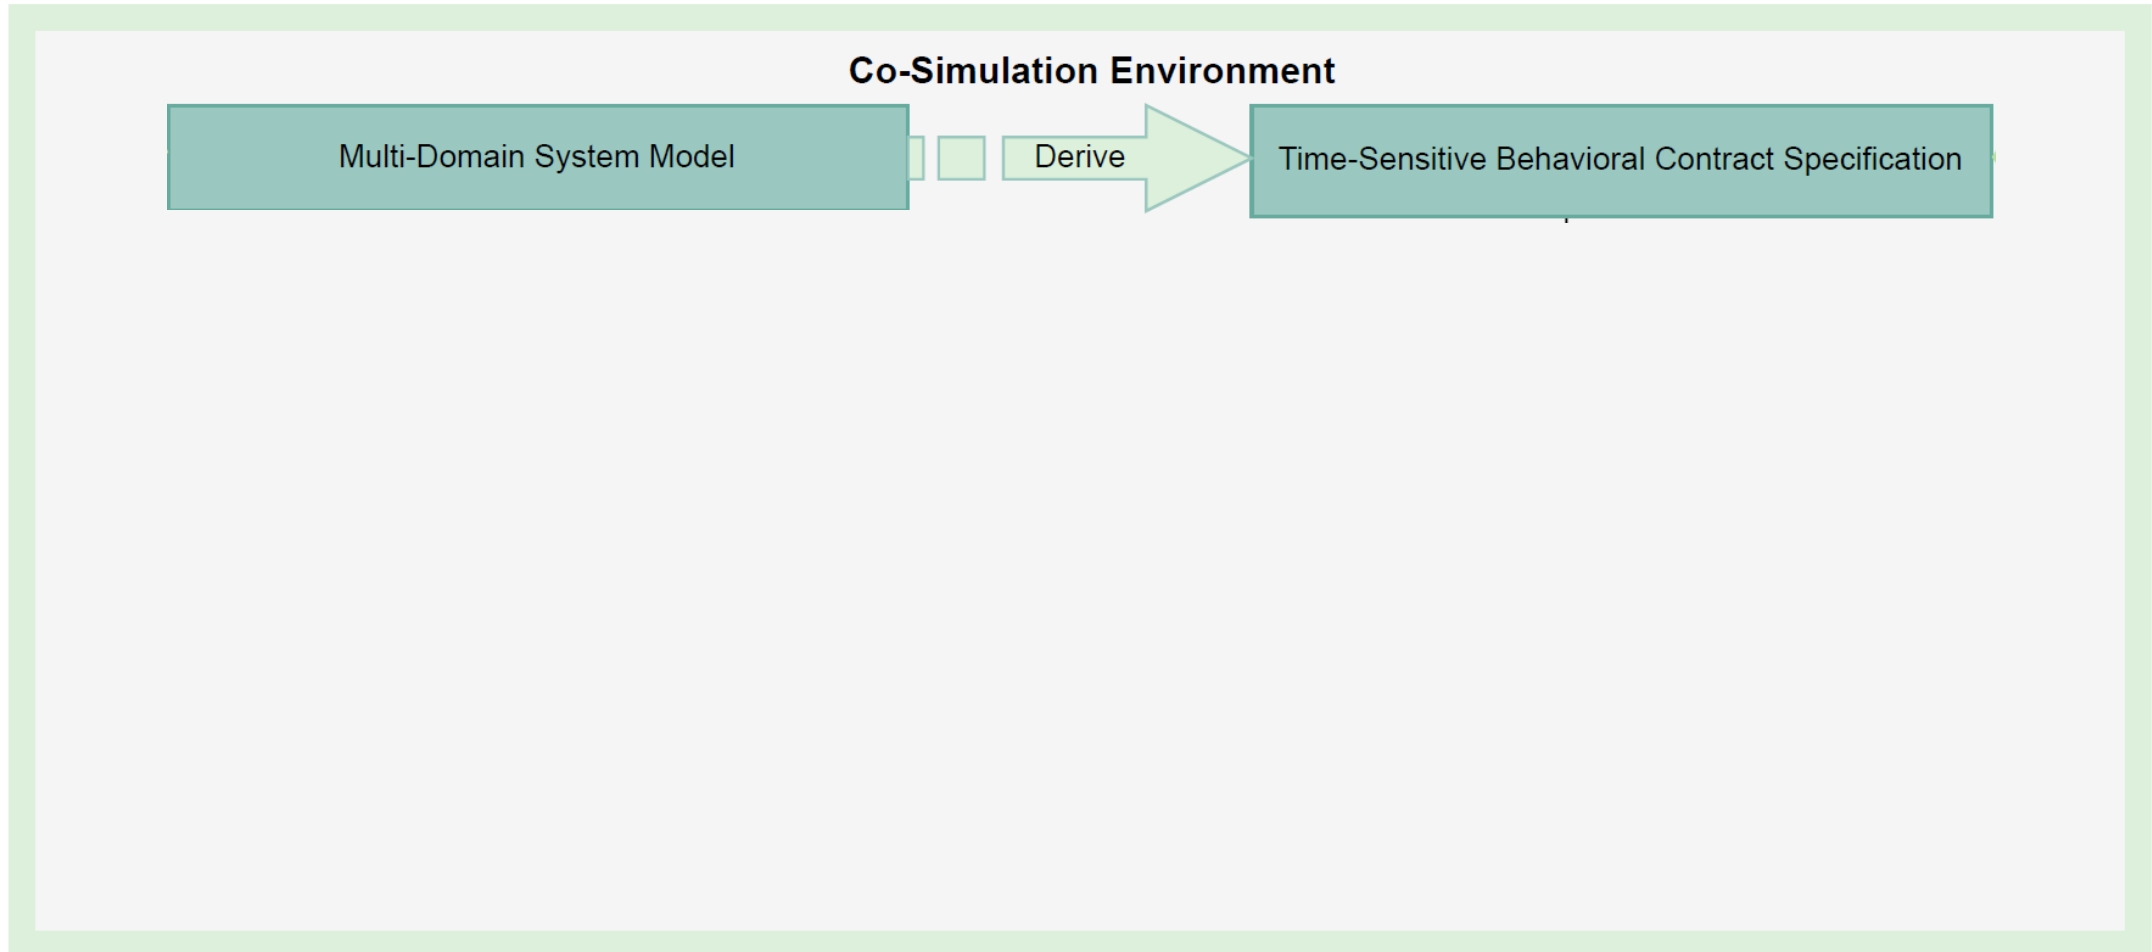 Co-Simulation Environment
Multi-Domain System Model
Derive
Time-Sensitive Behavioral Contract Specification